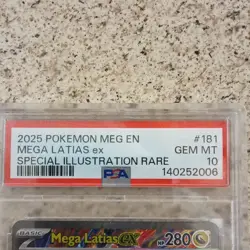 2025 POKEMON MEG EN #181
MEGA LATIAS ex GEM MT
SPECIAL ILLUSTRATION RARE 10
PSA 140252006
BASIC
Mega Latias ex HP 280